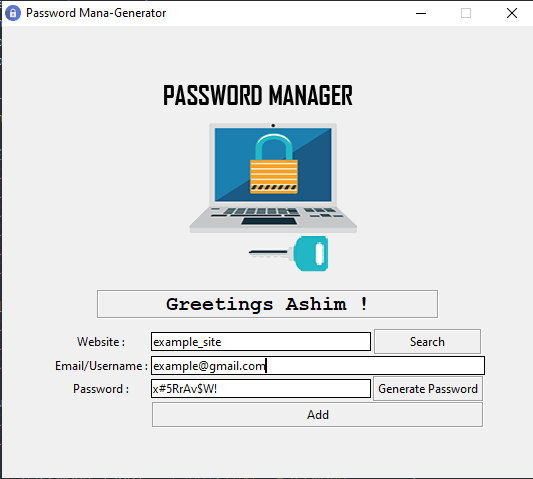 Password Mana-Generator
PASSWORD MANAGER
Greetings Ashim !
Website : example_site Search
Email/Username : example@gmail.com
Password : x#5RrAv$W! Generate Password
Add